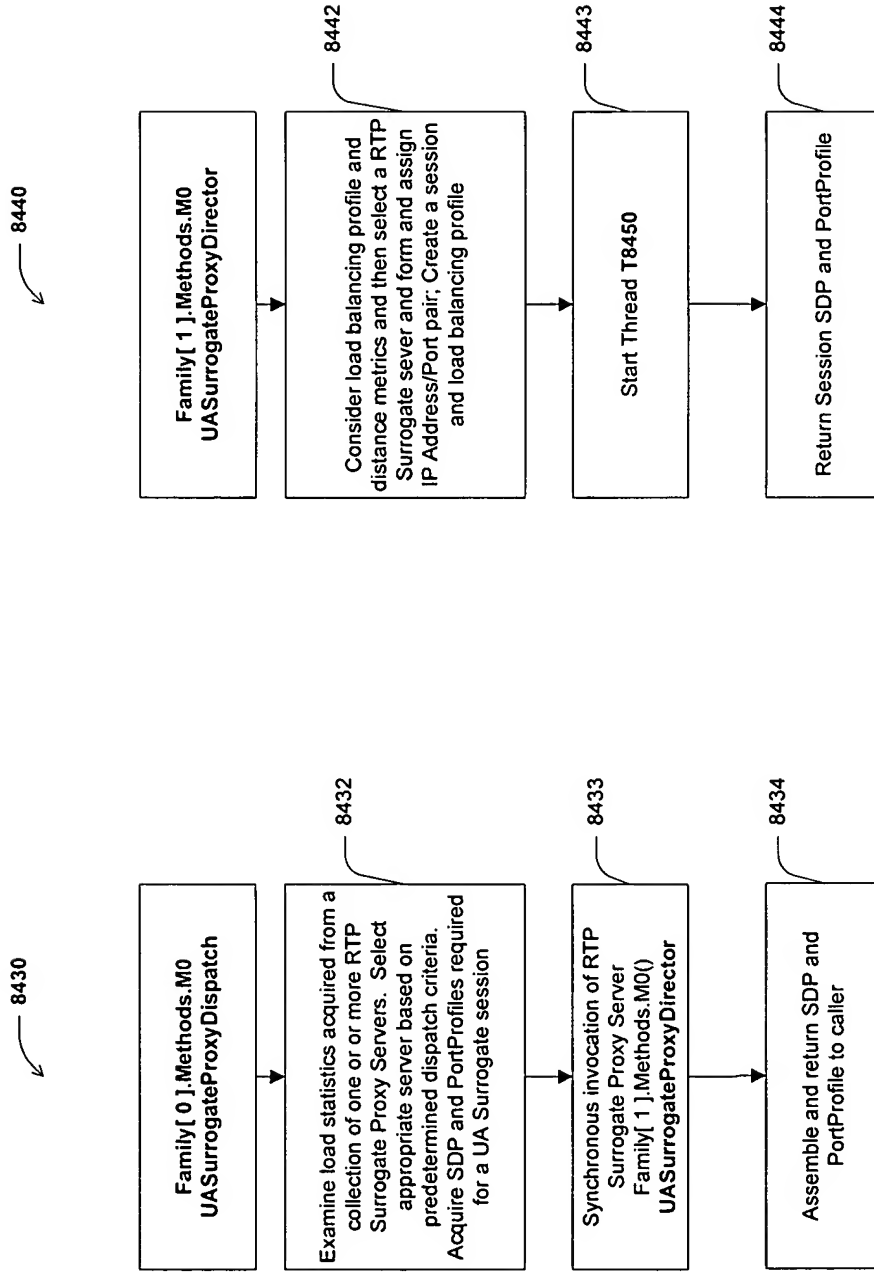 8430
Family[ 0 ].Methods.M0
UASurrogateProxyDispatch
Examine load statistics acquired from a
collection of one or or more RTP
Surrogate Proxy Servers.  Select
appropriate server based on
predetermined dispatch criteria.
Acquire SDP and PortProfiles required
for a UA Surrogate session
8432
Synchronous invocation of RTP
Surrogate Proxy Server
Family[ 1 ].Methods.M0()
UASurrogateProxyDirector
8433
Assemble and return SDP and
PortProfile to caller
8434
8440
Family[ 1 ].Methods.M0
UASurrogateProxyDirector
Consider load balancing profile and
distance metrics and then select a RTP
Surrogate sever and form and assign
IP Address/Port pair; Create a session
and load balancing profile
8442
Start Thread T8450
8443
Return Session SDP and PortProfile
8444